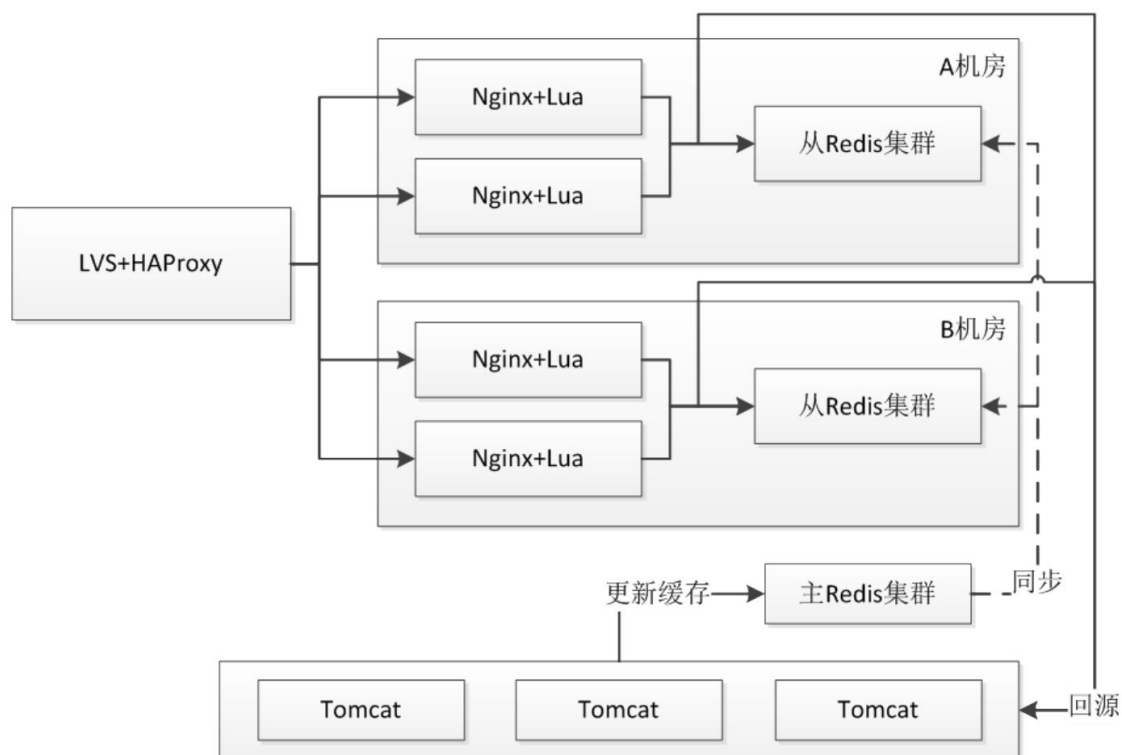 A机房
Nginx+Lua
从Redis集群
Nginx+Lua
LVS+HAProxy
B机房
Nginx+Lua
从Redis集群
Nginx+Lua
更新缓存
主Redis集群
同步
Tomcat
Tomcat
Tomcat
回源